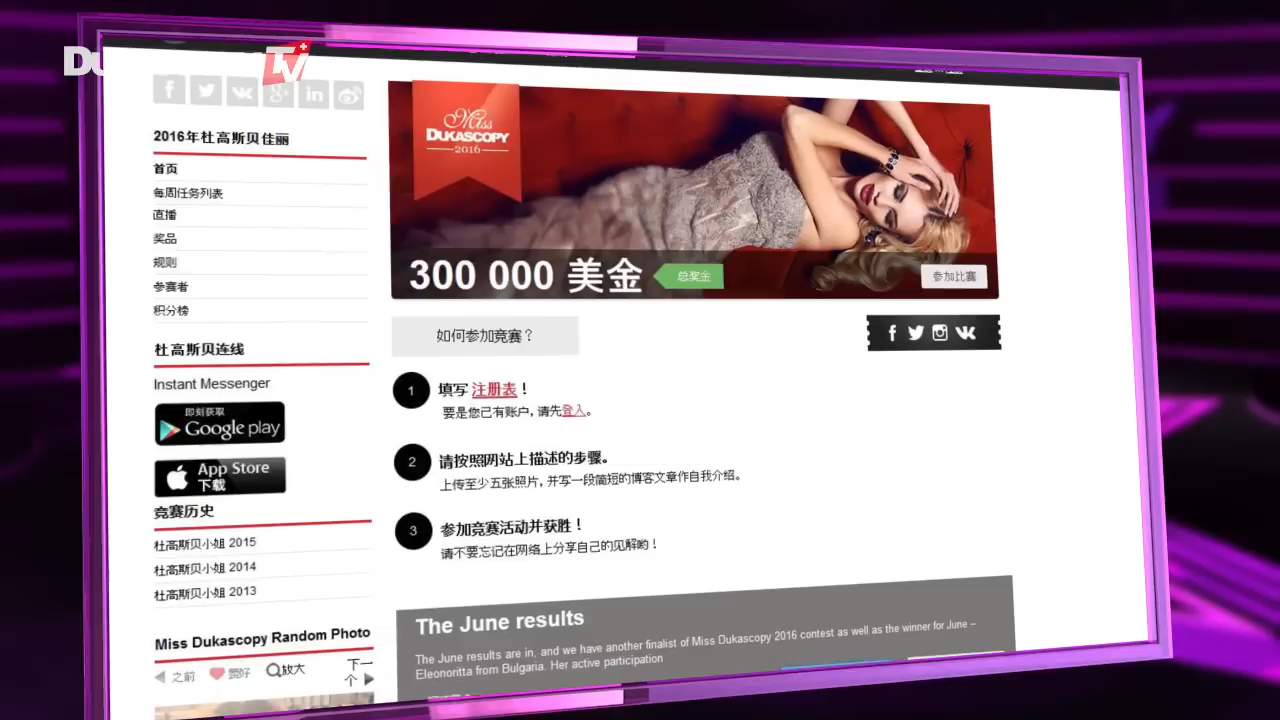 TV
2016年杜高斯贝佳丽
首页
每周任务列表
直播
奖品
规则
参赛者
积分榜
杜高斯贝连线
Instant Messenger
即刻获取
Google play
App Store
下载
竞赛历史
杜高斯贝小姐 2015
杜高斯贝小姐 2014
杜高斯贝小姐 2013
Miss Dukascopy Random Photo
之前
放大
下一个
Miss
DUKASCOPY
2016
300 000 美金
总奖金
参加比赛
如何参加竞赛？
1
填写 注册表！
要是您已有账户, 请先登入。
2
请按照网站上描述的步骤。
上传至少五张照片, 并写一段简短的博客文章作自我介绍。
3
参加竞赛活动并获胜！
请不要忘记在网络上分享自己的见解哟！
The June results
The June results are in, and we have another finalist of Miss Dukascopy 2016 contest as well as the winner for June –
Eleonoritta from Bulgaria. Her active participation